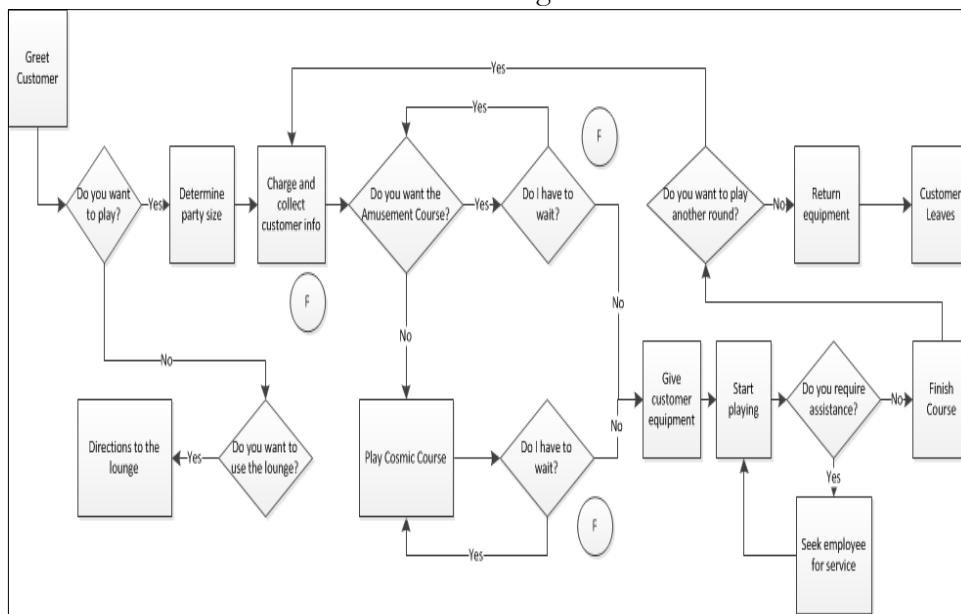 Greet
Customer
Do you want
to play?
Yes
Determine
party size
Charge and
collect
customer info
F
Do you want the
Amusement Course?
Yes
Do I have to
wait?
Yes
F
No
No
Yes
Do you want to play
another round?
No
Return
equipment
Customer
Leaves
No
Do you want to
use the lounge?
Yes
Directions to the
lounge
Play Cosmic Course
Do I have to
wait?
Yes
F
No
Give
customer
equipment
Start
playing
Do you require
assistance?
No
Finish
Course
Yes
Seek employee
for service